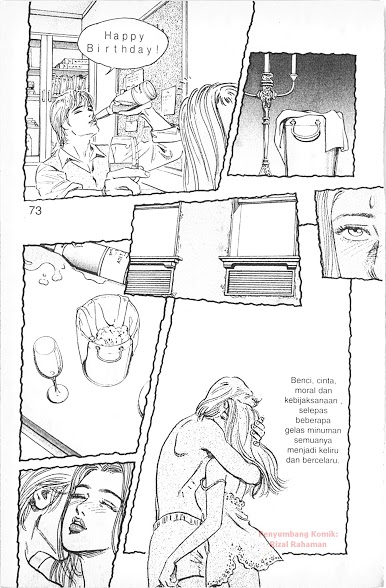 Happy
Birthday!
73
Benci, cinta,
moral dan
kebijaksanaan ,
selepas
beberapa
gelas minuman
semuanya
menjadi keliru
dan bercelaru.
Penyumbang Komik:
Rizal Rahaman